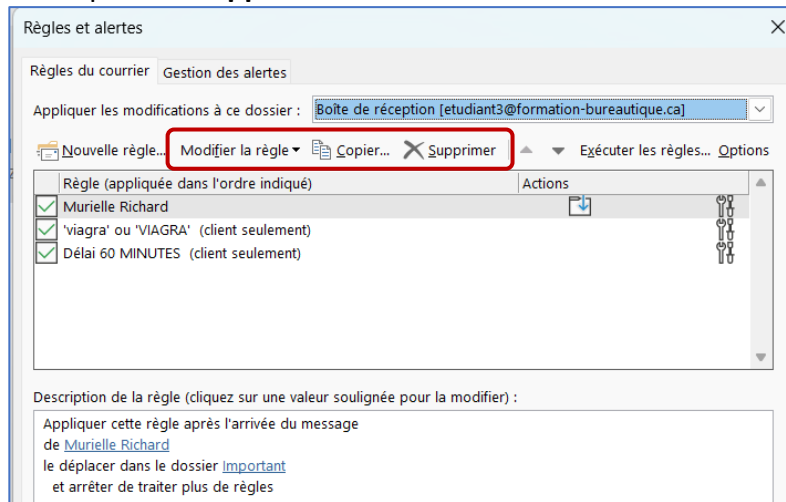 Règles et alertes
Règles du courrier Gestion des alertes
Appliquer les modifications à ce dossier : Boîte de réception [etudiant3@formation-bureautique.ca]
Nouvelle règle... Modifier la règle Copier... Supprimer Exécuter les règles... Options
Règle (appliquée dans l'ordre indiqué) Actions
Murielle Richard
'viagra' ou 'VIAGRA' (client seulement)
Délai 60 MINUTES (client seulement)
Description de la règle (cliquez sur une valeur soulignée pour la modifier) :
Appliquer cette règle après l'arrivée du message
de Murielle Richard
le déplacer dans le dossier Important
et arrêter de traiter plus de règles